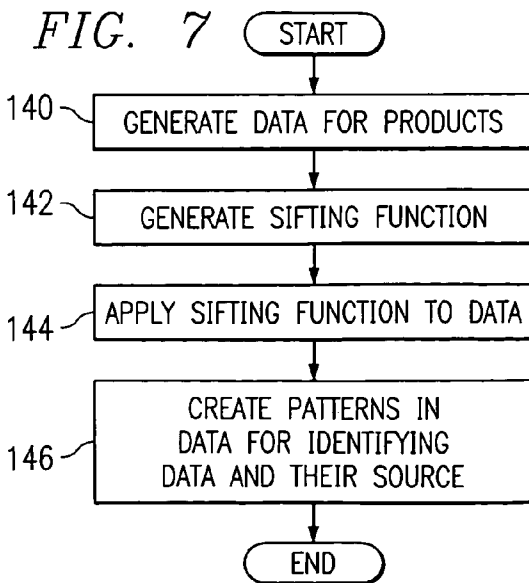 FIG. 7
START
140
GENERATE DATA FOR PRODUCTS
142
GENERATE SIFTING FUNCTION
144
APPLY SIFTING FUNCTION TO DATA
146
CREATE PATTERNS IN
DATA FOR IDENTIFYING
DATA AND THEIR SOURCE
END